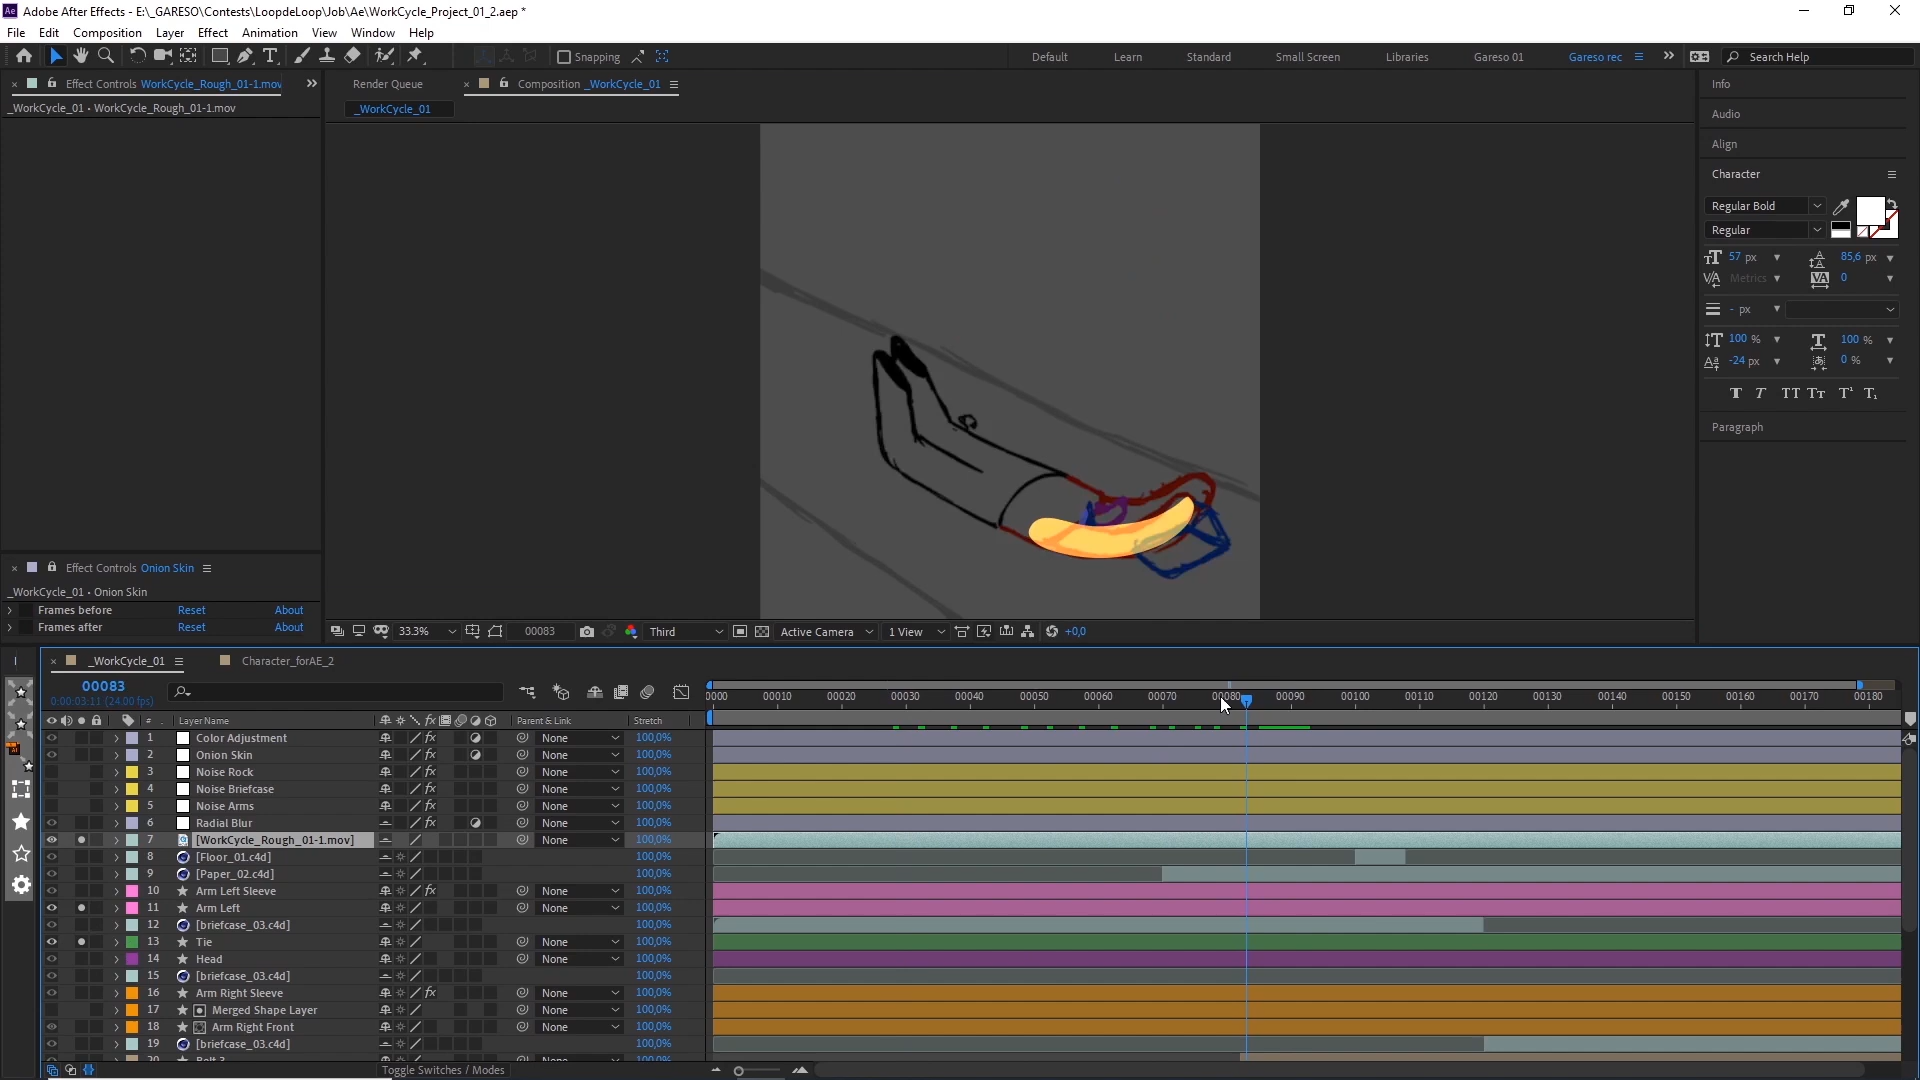 Adobe After Effects - E:\_GARESO\Contests\LoopdeLoop\Job\Ae\WorkCycle_Project_01_2.aep *
File Edit Composition Layer Effect Animation View Window Help
Snapping
Default Learn Standard Small Screen Libraries Gareso 01 Gareso rec Search Help
Effect Controls WorkCycle_Rough_01-1.mov
_WorkCycle_01 • WorkCycle_Rough_01-1.mov
Render Queue
Composition _WorkCycle_01
_WorkCycle_01
Info
Audio
Align
Character
Regular Bold
Regular
57 px 85,6 px
Metrics 0
- px
100 % 100 %
-24 px 0 %
Paragraph
Effect Controls Onion Skin
_WorkCycle_01 • Onion Skin
Frames before Reset About
Frames after Reset About
33.3% 00083 Third Active Camera 1 View +0,0
_WorkCycle_01 Character_forAE_2
00083
0:00:03:11 (24.00 fps)
0000 00010 00020 00030 00040 00050 00060 00070 00080 00090 00100 00110 00120 00130 00140 00150 00160 00170 00180
# Layer Name Parent & Link Stretch
1 Color Adjustment None 100,0%
2 Onion Skin None 100,0%
3 Noise Rock None 100,0%
4 Noise Briefcase None 100,0%
5 Noise Arms None 100,0%
6 Radial Blur None 100,0%
7 [WorkCycle_Rough_01-1.mov] None 100,0%
8 [Floor_01.c4d] 100,0%
9 [Paper_02.c4d] 100,0%
10 Arm Left Sleeve None 100,0%
11 Arm Left None 100,0%
12 [briefcase_03.c4d] 100,0%
13 Tie None 100,0%
14 Head None 100,0%
15 [briefcase_03.c4d] 100,0%
16 Arm Right Sleeve None 100,0%
17 Merged Shape Layer None 100,0%
18 Arm Right Front None 100,0%
19 [briefcase_03.c4d] 100,0%
Toggle Switches / Modes